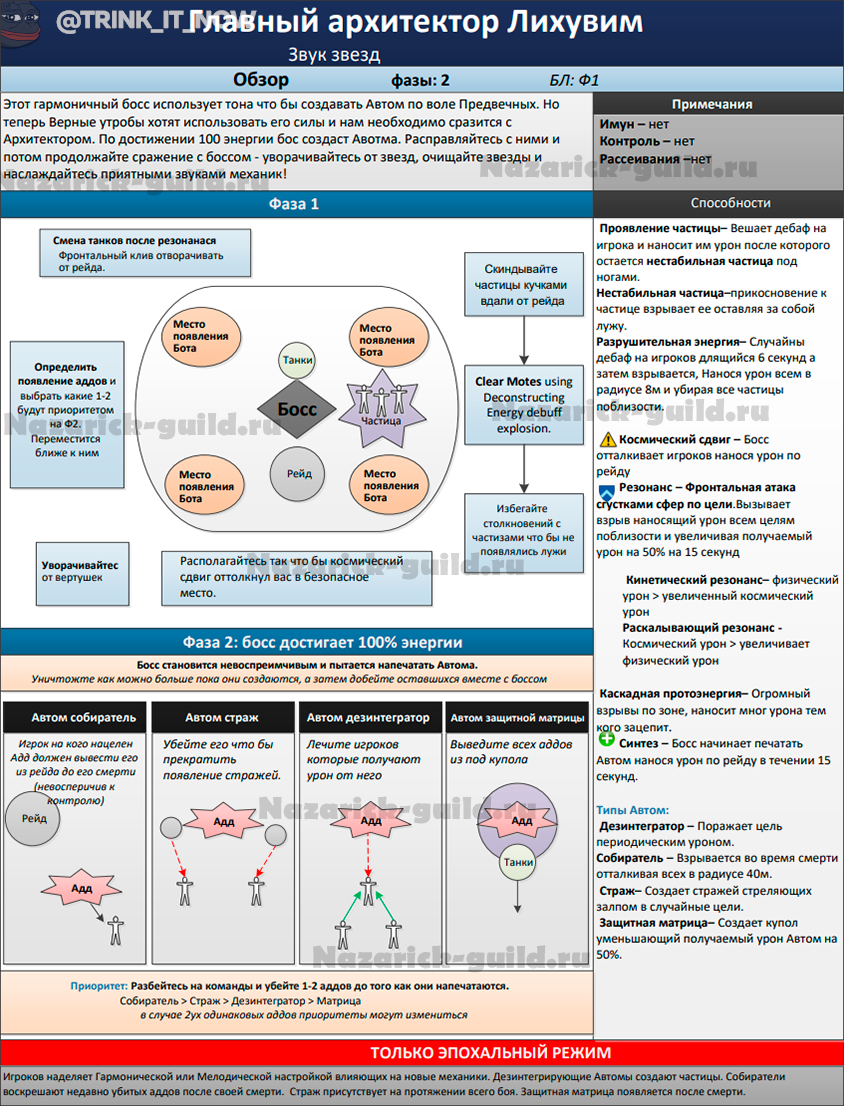 @TRINK_IT_NOW
Главный архитектор Лихувим
Звук звезд
Обзор
фазы: 2
БЛ: Ф1
Этот гармоничный босс использует тона что бы создавать Автом по воле Предвечных. Но
теперь Верные утробы хотят использовать его силы и нам необходимо сразится с
Архитектором. По достижении 100 энергии бос создаст Авотма. Расправляйтесь с ними и
потом продолжайте сражение с боссом - уворачивайтесь от звезд, очищайте звезды и
наслаждайтесь приятными звуками механик!
Nazarick-guild.ru
Примечания
Имун – нет
Контроль – нет
Рассеивания –нет
Nazarick-guild.ru
Фаза 1
Смена танков после резонанася
Фронтальный клив отворачивать
от рейда.
Определить
появление аддов и
выбрать какие 1-2
будут приоритетом
на Ф2.
Переместится
ближе к ним
Место
появления
Бота
Место
появления
Бота
Танки
Босс
Частица
Рейд
Место
появления
Бота
Место
появления
Бота
Nazarick-guild.ru
Скиндывайте
частицы кучками
вдали от рейда
Clear Motes using
Deconstructing
Energy debuff
explosion.
Nazarick-guild.ru
Избегайте
столкновений с
частизами что бы не
появлялись лужи
Уворачивайтесь
от вертушек
Располагайтесь так что бы космический
сдвиг оттолкнул вас в безопасное
место.
Nazarick-guild.ru
Фаза 2: босс достигает 100% энергии
Босс становится невоспреимчивым и пытается напечатать Автома.
Уничтожте как можно больше пока они создаются, а затем добейте оставшихся вместе с боссом
Автом собиратель
Игрок на кого нацелен
Адд должен вывести его
из рейда до его смерти
(невосперичив к
контролю)
Рейд
Адд
Автом страж
Убейте его что бы
прекратить
появление стражей.
Адд
Автом дезинтегратор
Лечите игроков
которые получают
урон от него
Адд
Автом защитной матрицы
Выведите всех аддов
из под купола
Адд
Танки
Nazarick-guild.ru
Nazarick-guild.ru
Приоритет: Разбейтесь на команды и убейте 1-2 аддов до того как они напечатаются.
Собиратель > Страж > Дезинтегратор > Матрица
в случае 2ух одинаковых аддов приоритеты могут измениться
Способности
Проявление частицы– Вешает дебаф на
игрока и наносит им урон после которого
остается нестабильная частица под
ногами.
Нестабильная частица–прикосновение к
частице взрывает ее оставляя за собой
лужу.
Разрушительная энергия– Случайны
дебаф на игроков длящийся 6 секунд а
затем взрывается, Нанося урон всем в
радиусе 8м и убирая все частицы
поблизости.
Космический сдвиг – Босс
отталкивает игроков нанося урон по
рейду
Резонанс – Фронтальная атака
сгустками сфер по цели.Вызывает
взрыв наносящий урон всем целям
поблизости и увеличивая получаемый
урон на 50% на 15 секунд
Кинетический резонанс– физический
урон > увеличенный космический
урон
Раскалывающий резонанс -
Космический урон > увеличивает
физический урон
Каскадная протоэнергия– Огромный
взрывы по зоне, наносит мног урона тем
кого зацепит.
Синтез – Босс начинает печатать
Автом нанося урон по рейду в течении 15
секунд.
Типы Автом:
Дезинтегратор – Поражает цель
периодическим уроном.
Собиратель – Взрывается во время смерти
отталкивая всех в радиусе 40м.
Страж– Создает стражей стреляющих
залпом в случайные цели.
Защитная матрица– Создает купол
уменьшающий получаемый урон Автом на
50%.
ТОЛЬКО ЭПОХАЛЬНЫЙ РЕЖИМ
Игроков наделяет Гармонической или Мелодической настройкой влияющих на новые механики. Дезинтегрирующие Автомы создают частицы. Собиратели
воскрешают недавно убитых аддов после своей смерти. Страж присутствует на протяжении всего боя. Защитная матрица появляется после смерти.